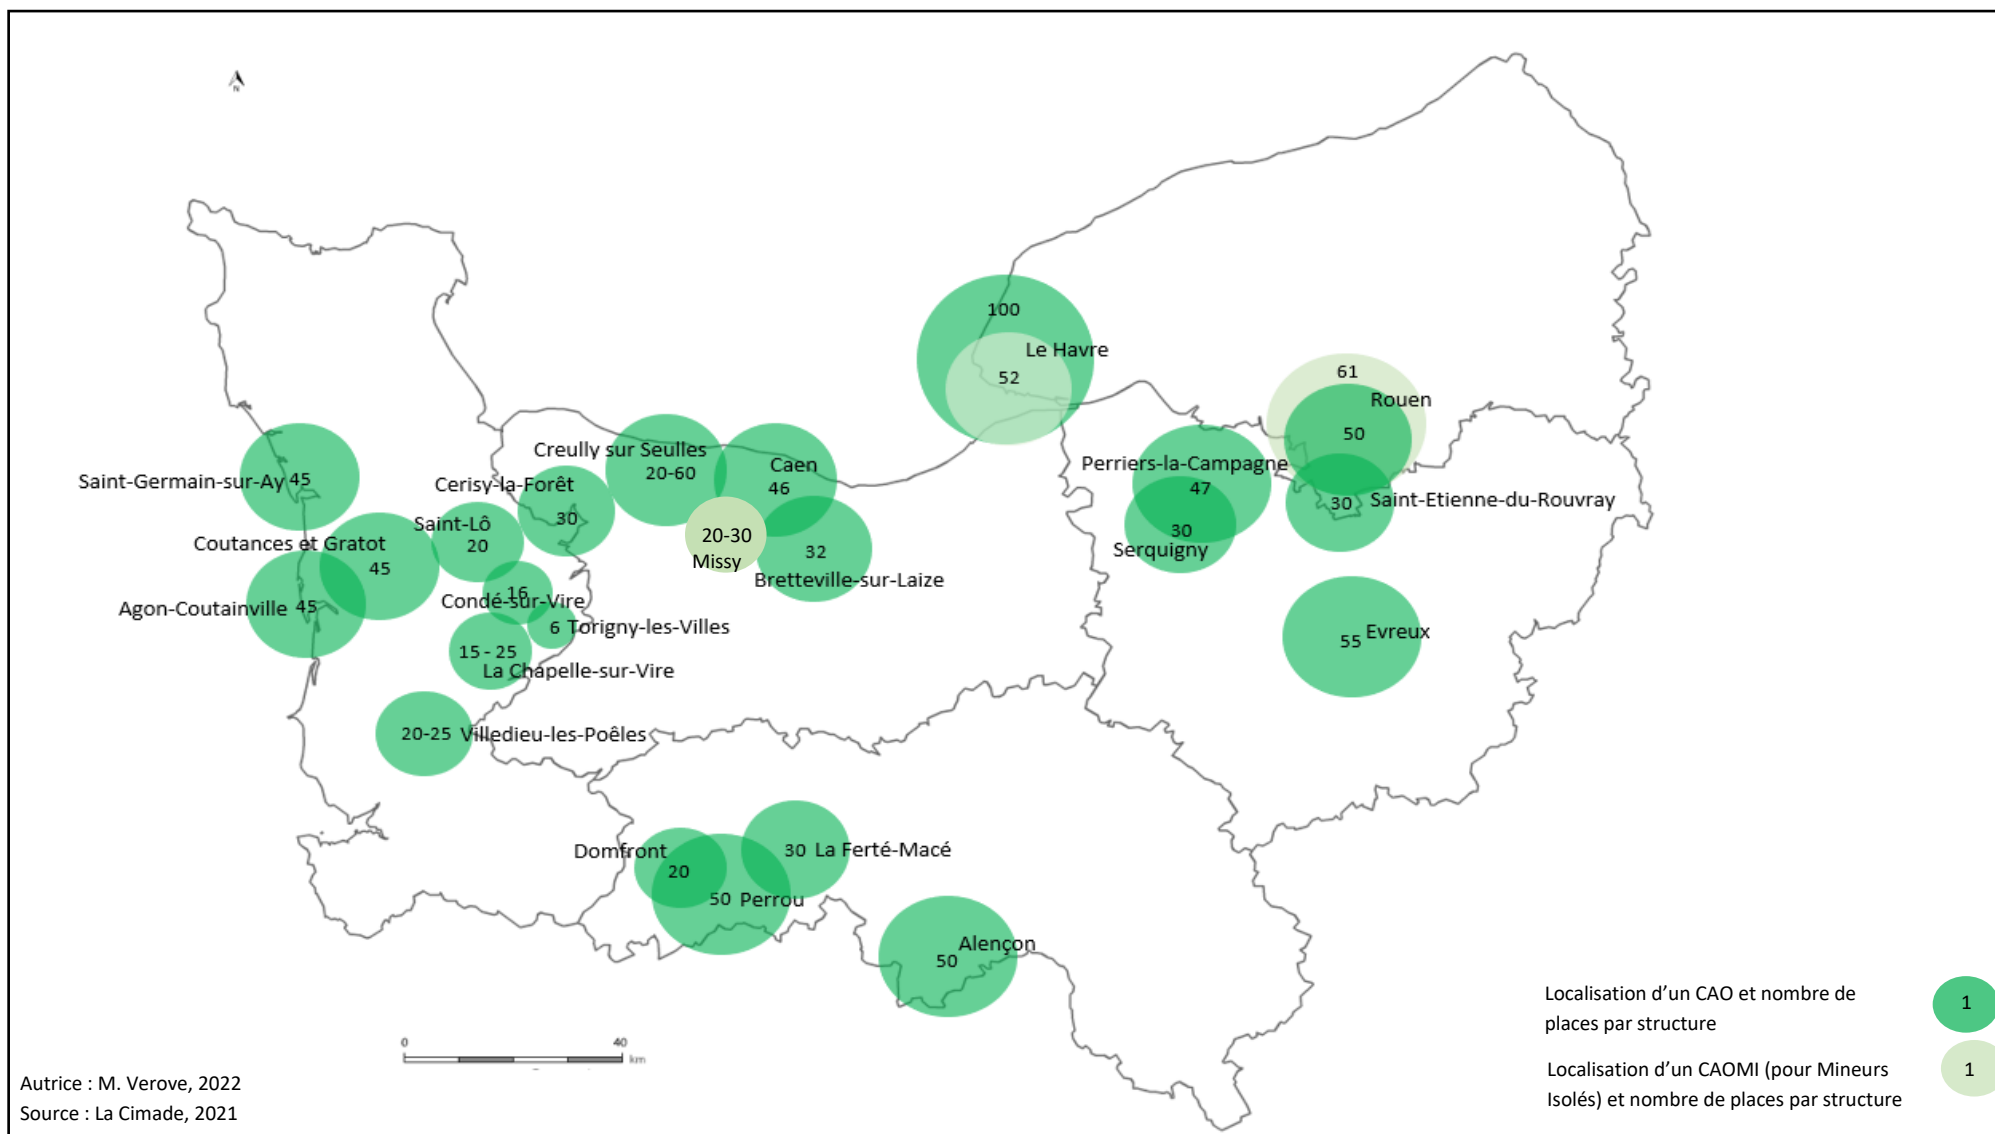 N
100
Le Havre
52
61
Rouen
50
Creully sur Seulles
20-60
Caen
46
Perriers-la-Campagne
47
Saint-Germain-sur-Ay 45
Cerisy-la-Forêt
30
Saint-Etienne-du-Rouvray
30
Saint-Lô
20
20-30
Missy
30
Serquigny
Coutances et Gratot
45
32
Bretteville-sur-Laize
Agon-Coutainville 45
16
Condé-sur-Vire
6 Torigny-les-Villes
55 Evreux
15 - 25
La Chapelle-sur-Vire
20-25 Villedieu-les-Poêles
Domfront
20
30 La Ferté-Macé
50 Perrou
Alençon
50
Localisation d’un CAO et nombre de
places par structure
1
Localisation d’un CAOMI (pour Mineurs
Isolés) et nombre de places par structure
1
0 40
km
Autrice : M. Verove, 2022
Source : La Cimade, 2021